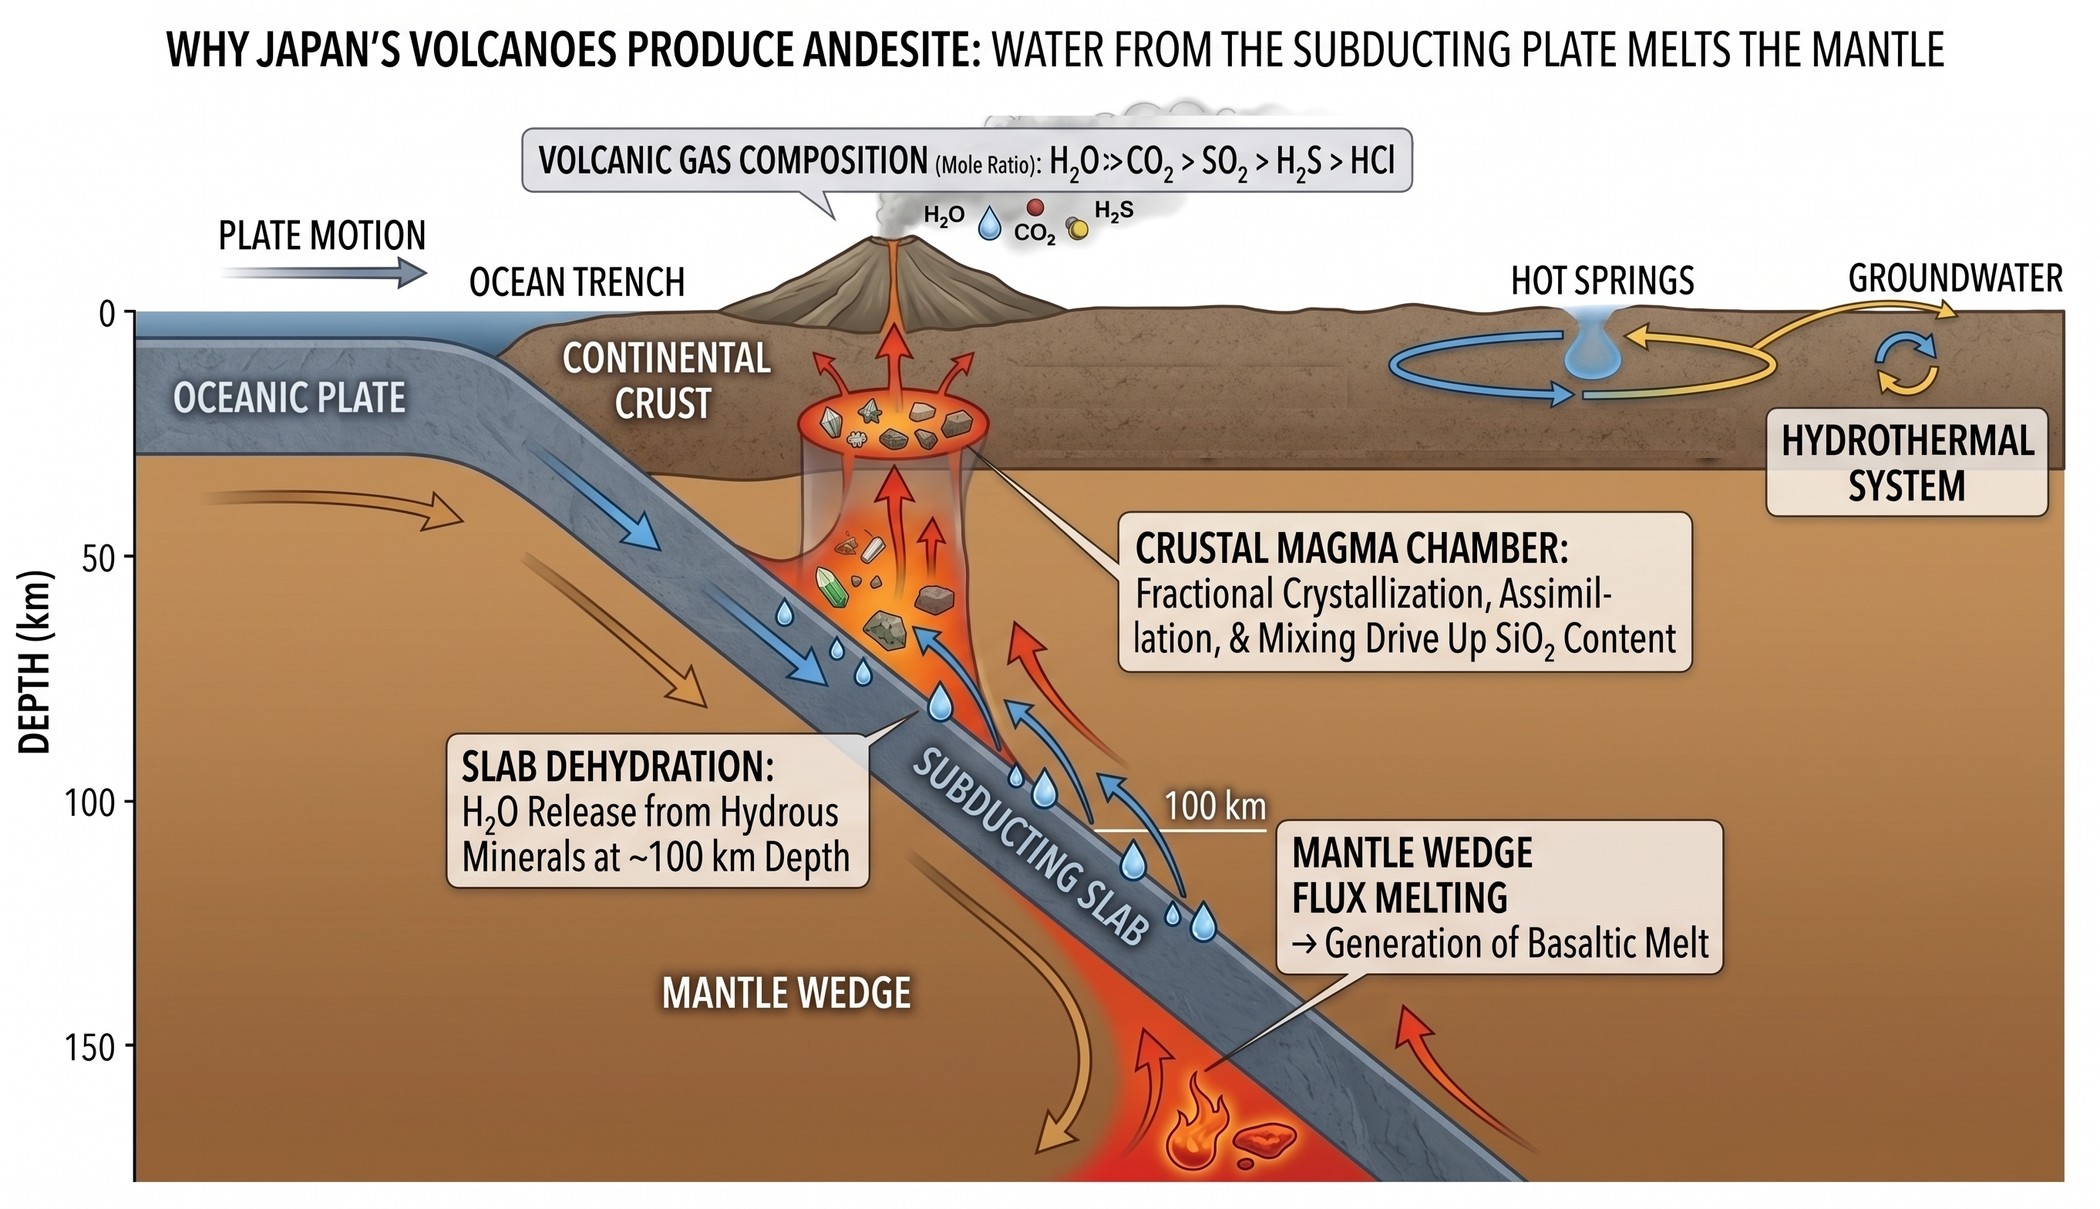 WHY JAPAN'S VOLCANOES PRODUCE ANDESITE: WATER FROM THE SUBDUCTING PLATE MELTS THE MANTLE
VOLCANIC GAS COMPOSITION (Mole Ratio): H₂O >> CO₂ > SO₂ > H₂S > HCl
H₂O
CO₂
H₂S
PLATE MOTION
OCEAN TRENCH
HOT SPRINGS
GROUNDWATER
0
50
100
150
DEPTH (km)
OCEANIC PLATE
CONTINENTAL
CRUST
HYDROTHERMAL
SYSTEM
CRUSTAL MAGMA CHAMBER:
Fractional Crystallization, Assimil-
lation, & Mixing Drive Up SiO₂ Content
SLAB DEHYDRATION:
H₂O Release from Hydrous
Minerals at ~100 km Depth
SUBDUCTING SLAB
100 km
MANTLE WEDGE
FLUX MELTING
→ Generation of Basaltic Melt
MANTLE WEDGE